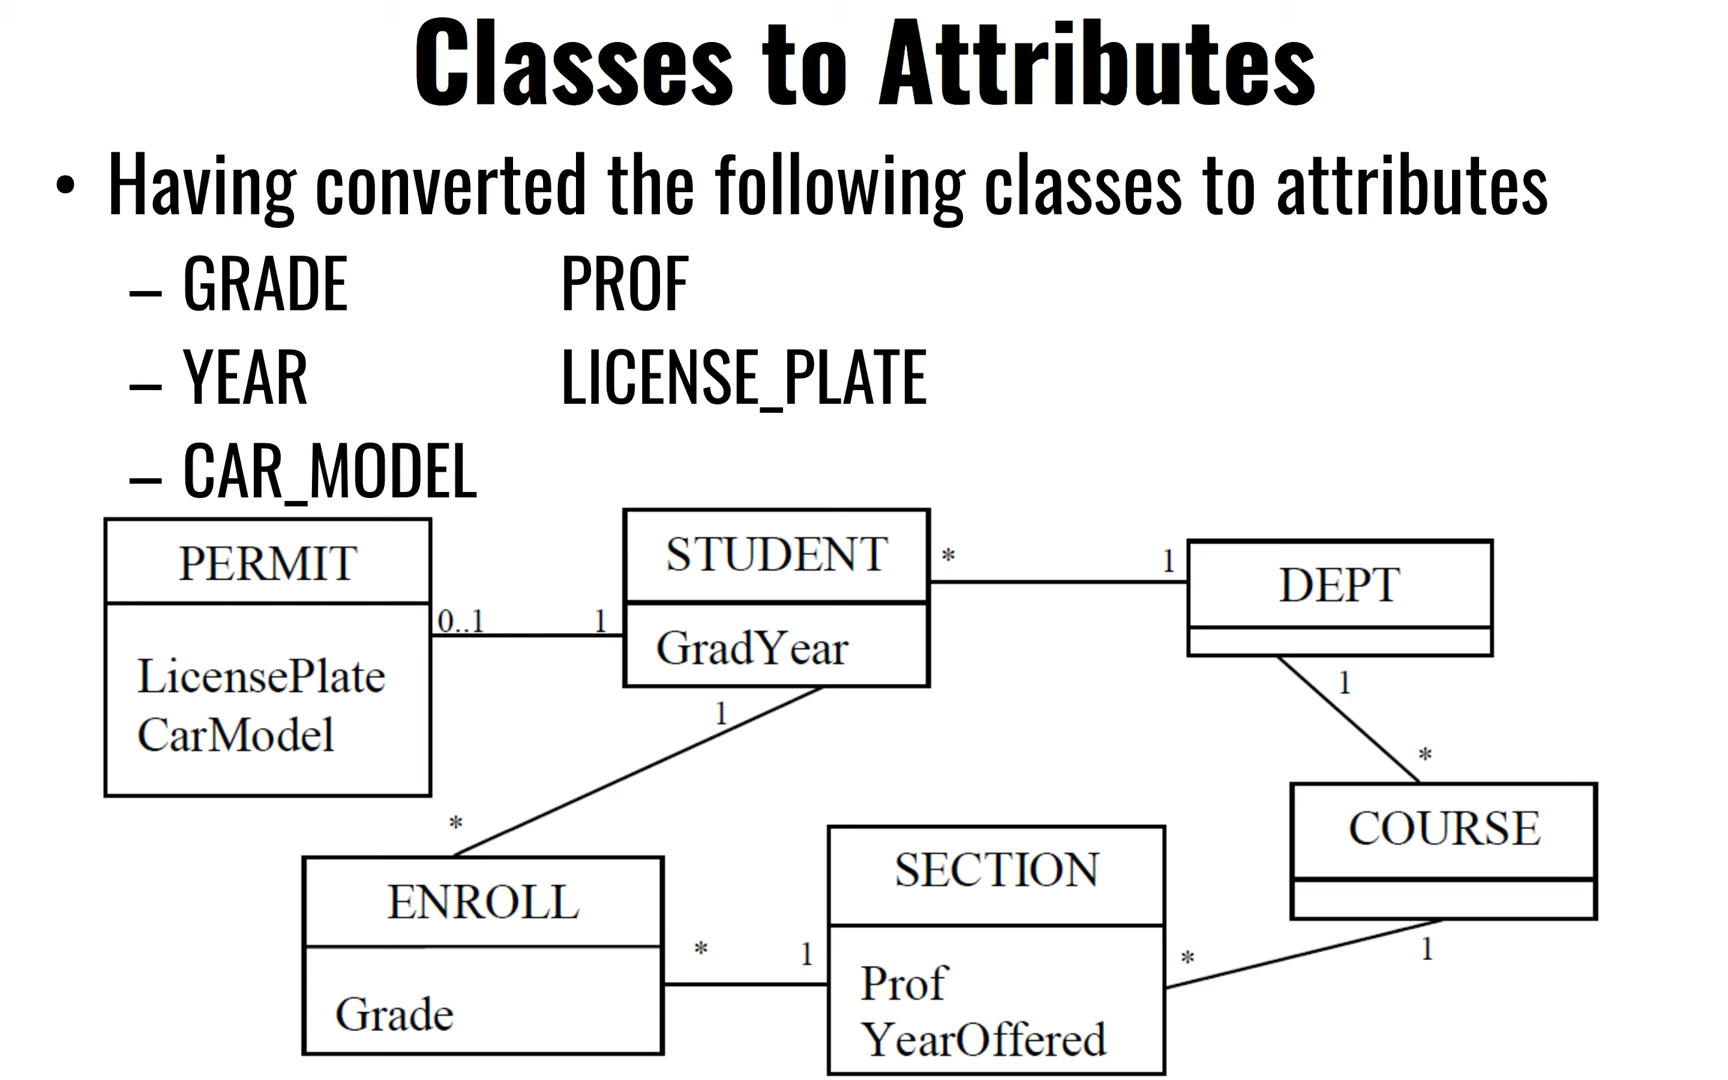 Classes to Attributes
• Having converted the following classes to attributes
– GRADE PROF
– YEAR LICENSE_PLATE
– CAR_MODEL
PERMIT
LicensePlate
CarModel
0..1 1
STUDENT
GradYear
* 1
DEPT
1
*
COURSE
1
*
ENROLL
Grade
* 1
SECTION
Prof
YearOffered
* 1